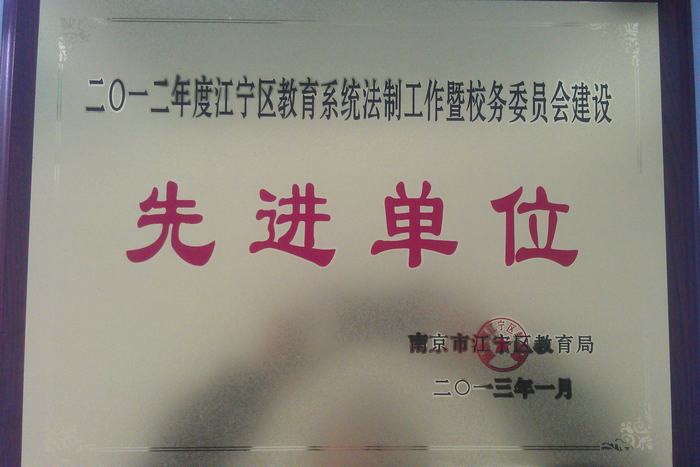 二〇一二年度江宁区教育系统法制工作暨校务委员会建设
先进单位
南京市江宁区教育局
二〇一三年一月